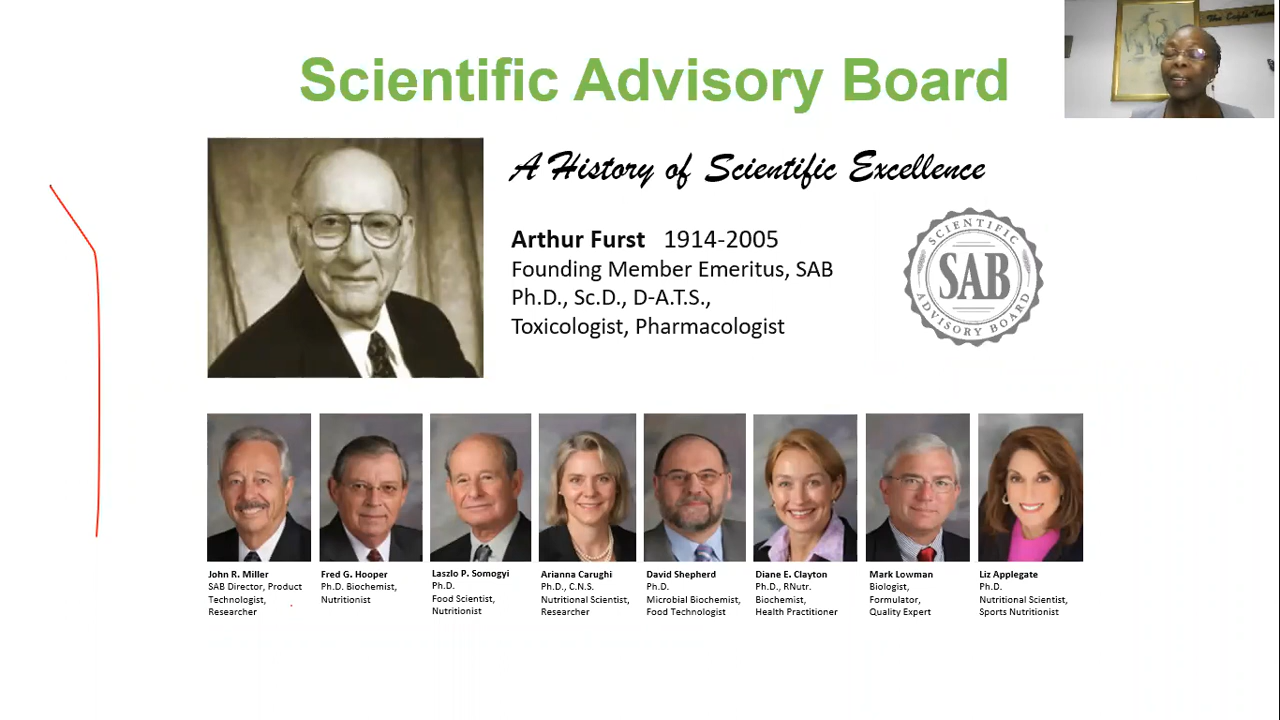 Scientific Advisory Board
The Eagle
A History of Scientific Excellence
Arthur Furst 1914-2005
Founding Member Emeritus, SAB
Ph.D., Sc.D., D-A.T.S.,
Toxicologist, Pharmacologist
SCIENTIFIC
SAB
ADVISORY BOARD
John R. Miller
SAB Director, Product
Technologist,
Researcher
Fred G. Hooper
Ph.D. Biochemist,
Nutritionist
Laszlo P. Somogyi
Ph.D.
Food Scientist,
Nutritionist
Arianna Carughi
Ph.D., C.N.S.
Nutritional Scientist,
Researcher
David Shepherd
Ph.D.
Microbial Biochemist,
Food Technologist
Diane E. Clayton
Ph.D., RNutr.
Biochemist,
Health Practitioner
Mark Lowman
Biologist,
Formulator,
Quality Expert
Liz Applegate
Ph.D.
Nutritional Scientist,
Sports Nutritionist